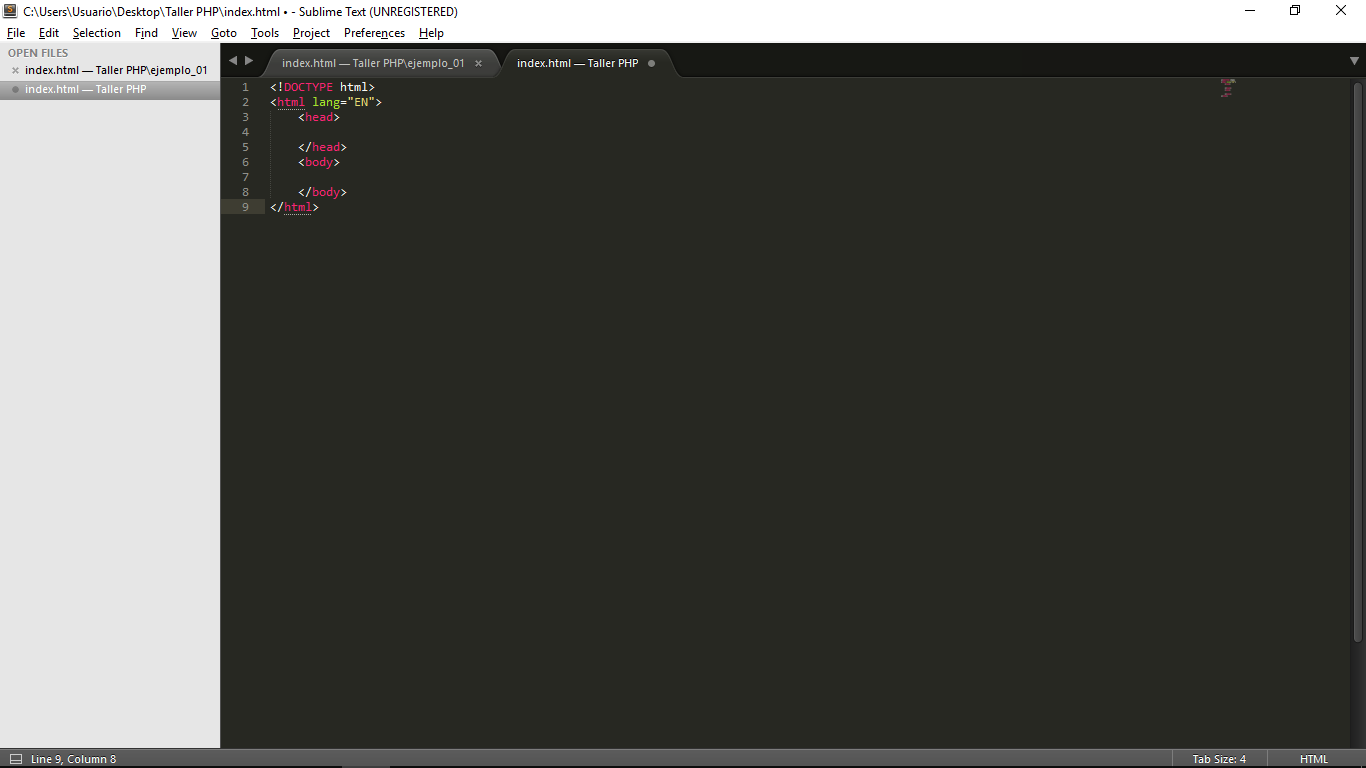 C:\Users\Usuario\Desktop\Taller PHP\index.html • - Sublime Text (UNREGISTERED)
File Edit Selection Find View Goto Tools Project Preferences Help
OPEN FILES
index.html — Taller PHP\ejemplo_01
index.html — Taller PHP
index.html — Taller PHP\ejemplo_01 index.html — Taller PHP
1 <!DOCTYPE html>
2 <html lang="EN">
3 <head>
4
5 </head>
6 <body>
7
8 </body>
9 </html>
Line 9, Column 8 Tab Size: 4 HTML